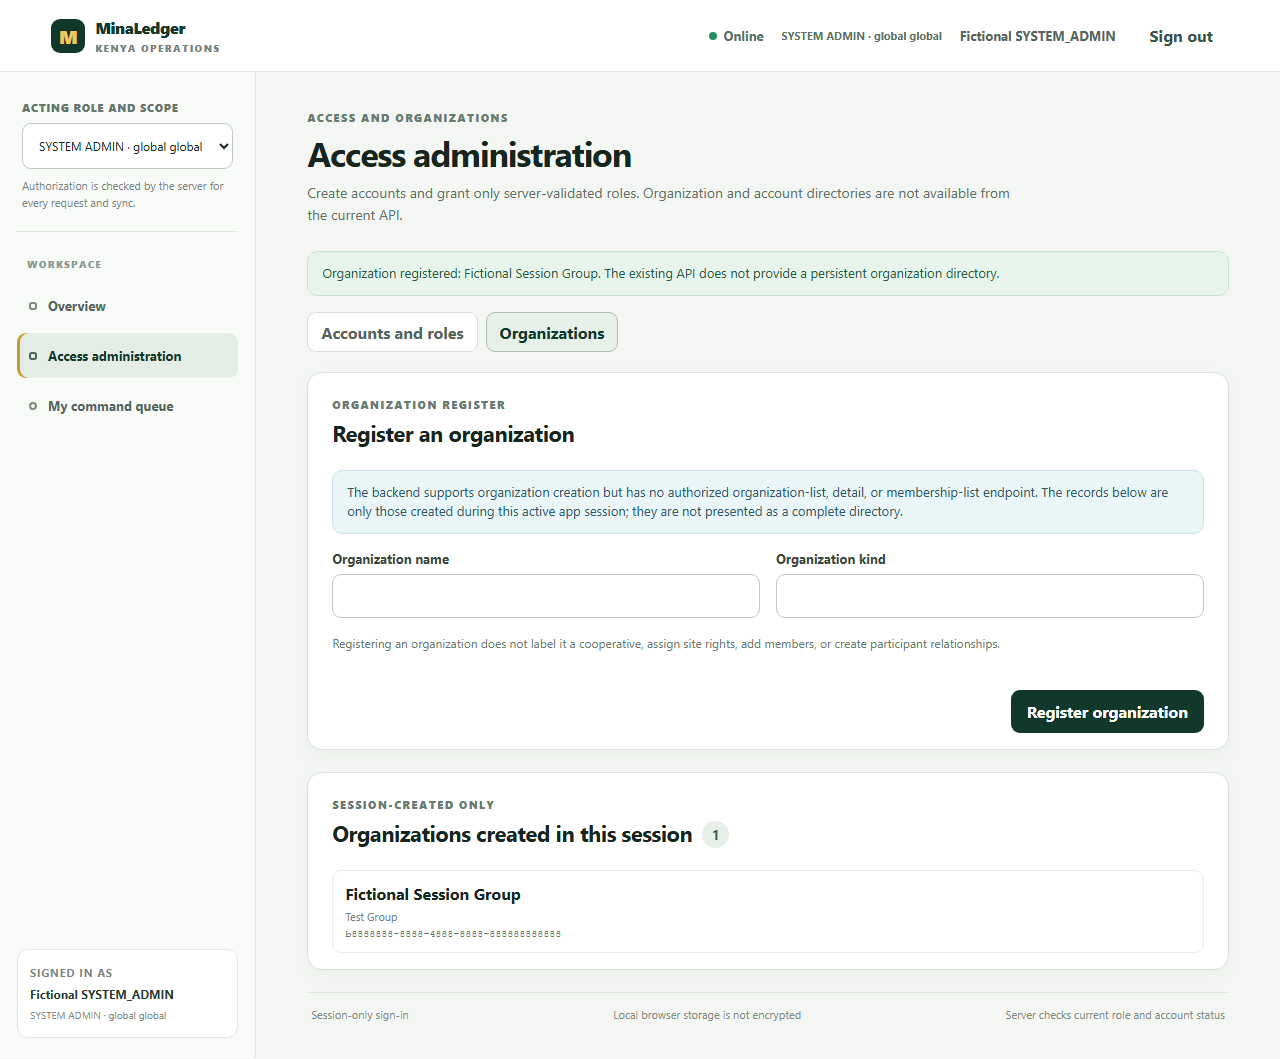 M
MinaLedger
KENYA OPERATIONS
Online
SYSTEM ADMIN · global global
Fictional SYSTEM_ADMIN
Sign out
ACTING ROLE AND SCOPE
SYSTEM ADMIN · global global
Authorization is checked by the server for
every request and sync.
WORKSPACE
Overview
Access administration
My command queue
SIGNED IN AS
Fictional SYSTEM_ADMIN
SYSTEM ADMIN · global global
ACCESS AND ORGANIZATIONS
Access administration
Create accounts and grant only server-validated roles. Organization and account directories are not available from
the current API.
Organization registered: Fictional Session Group. The existing API does not provide a persistent organization directory.
Accounts and roles
Organizations
ORGANIZATION REGISTER
Register an organization
The backend supports organization creation but has no authorized organization-list, detail, or membership-list endpoint. The records below are
only those created during this active app session; they are not presented as a complete directory.
Organization name
Organization kind
Registering an organization does not label it a cooperative, assign site rights, add members, or create participant relationships.
Register organization
SESSION-CREATED ONLY
Organizations created in this session
1
Fictional Session Group
Test Group
b8888888-8888-4888-8888-888888888888
Session-only sign-in
Local browser storage is not encrypted
Server checks current role and account status